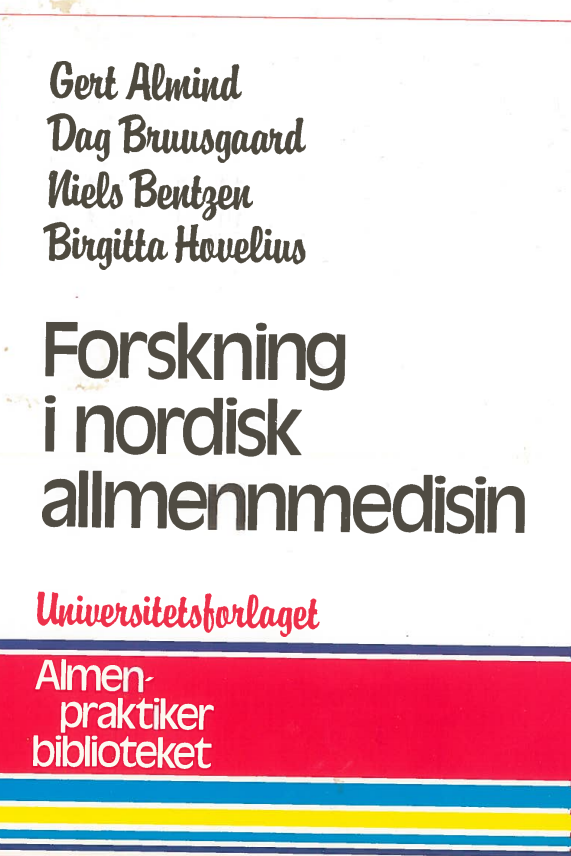 Gert Almind
Dag Bruusgaard
Niels Bentzen
Birgitta Hovelius
Forskning
i nordisk
allmennmedisin
Universitetsforlaget
Almen-
praktiker
biblioteket